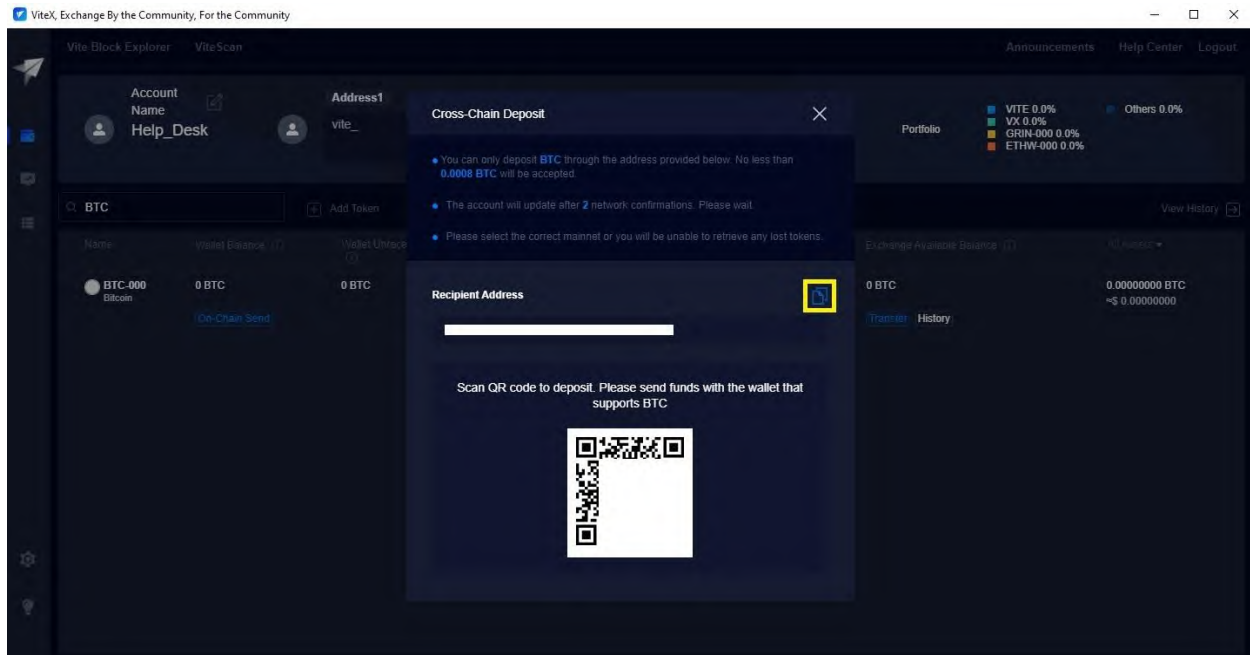 ViteX, Exchange By the Community, For the Community
Vite Block Explorer
ViteScan
Announcements
Help Center
Logout
Account
Name
Help_Desk
Address1
vite_
Portfolio
VITE 0.0%
VX 0.0%
GRIN-000 0.0%
ETHW-000 0.0%
Others 0.0%
Cross-Chain Deposit
You can only deposit BTC through the address provided below. No less than
0.0008 BTC will be accepted.
The account will update after 2 network confirmations. Please wait.
Please select the correct mainnet or you will be unable to retrieve any lost tokens.
BTC
Add Token
View History
Name
Wallet Balance
Exchange Available Balance
BTC-000
Bitcoin
0 BTC
On-Chain Send
0 BTC
0 BTC
Transfer
History
0.00000000 BTC
≈$ 0.00000000
Recipient Address
Scan QR code to deposit. Please send funds with the wallet that
supports BTC